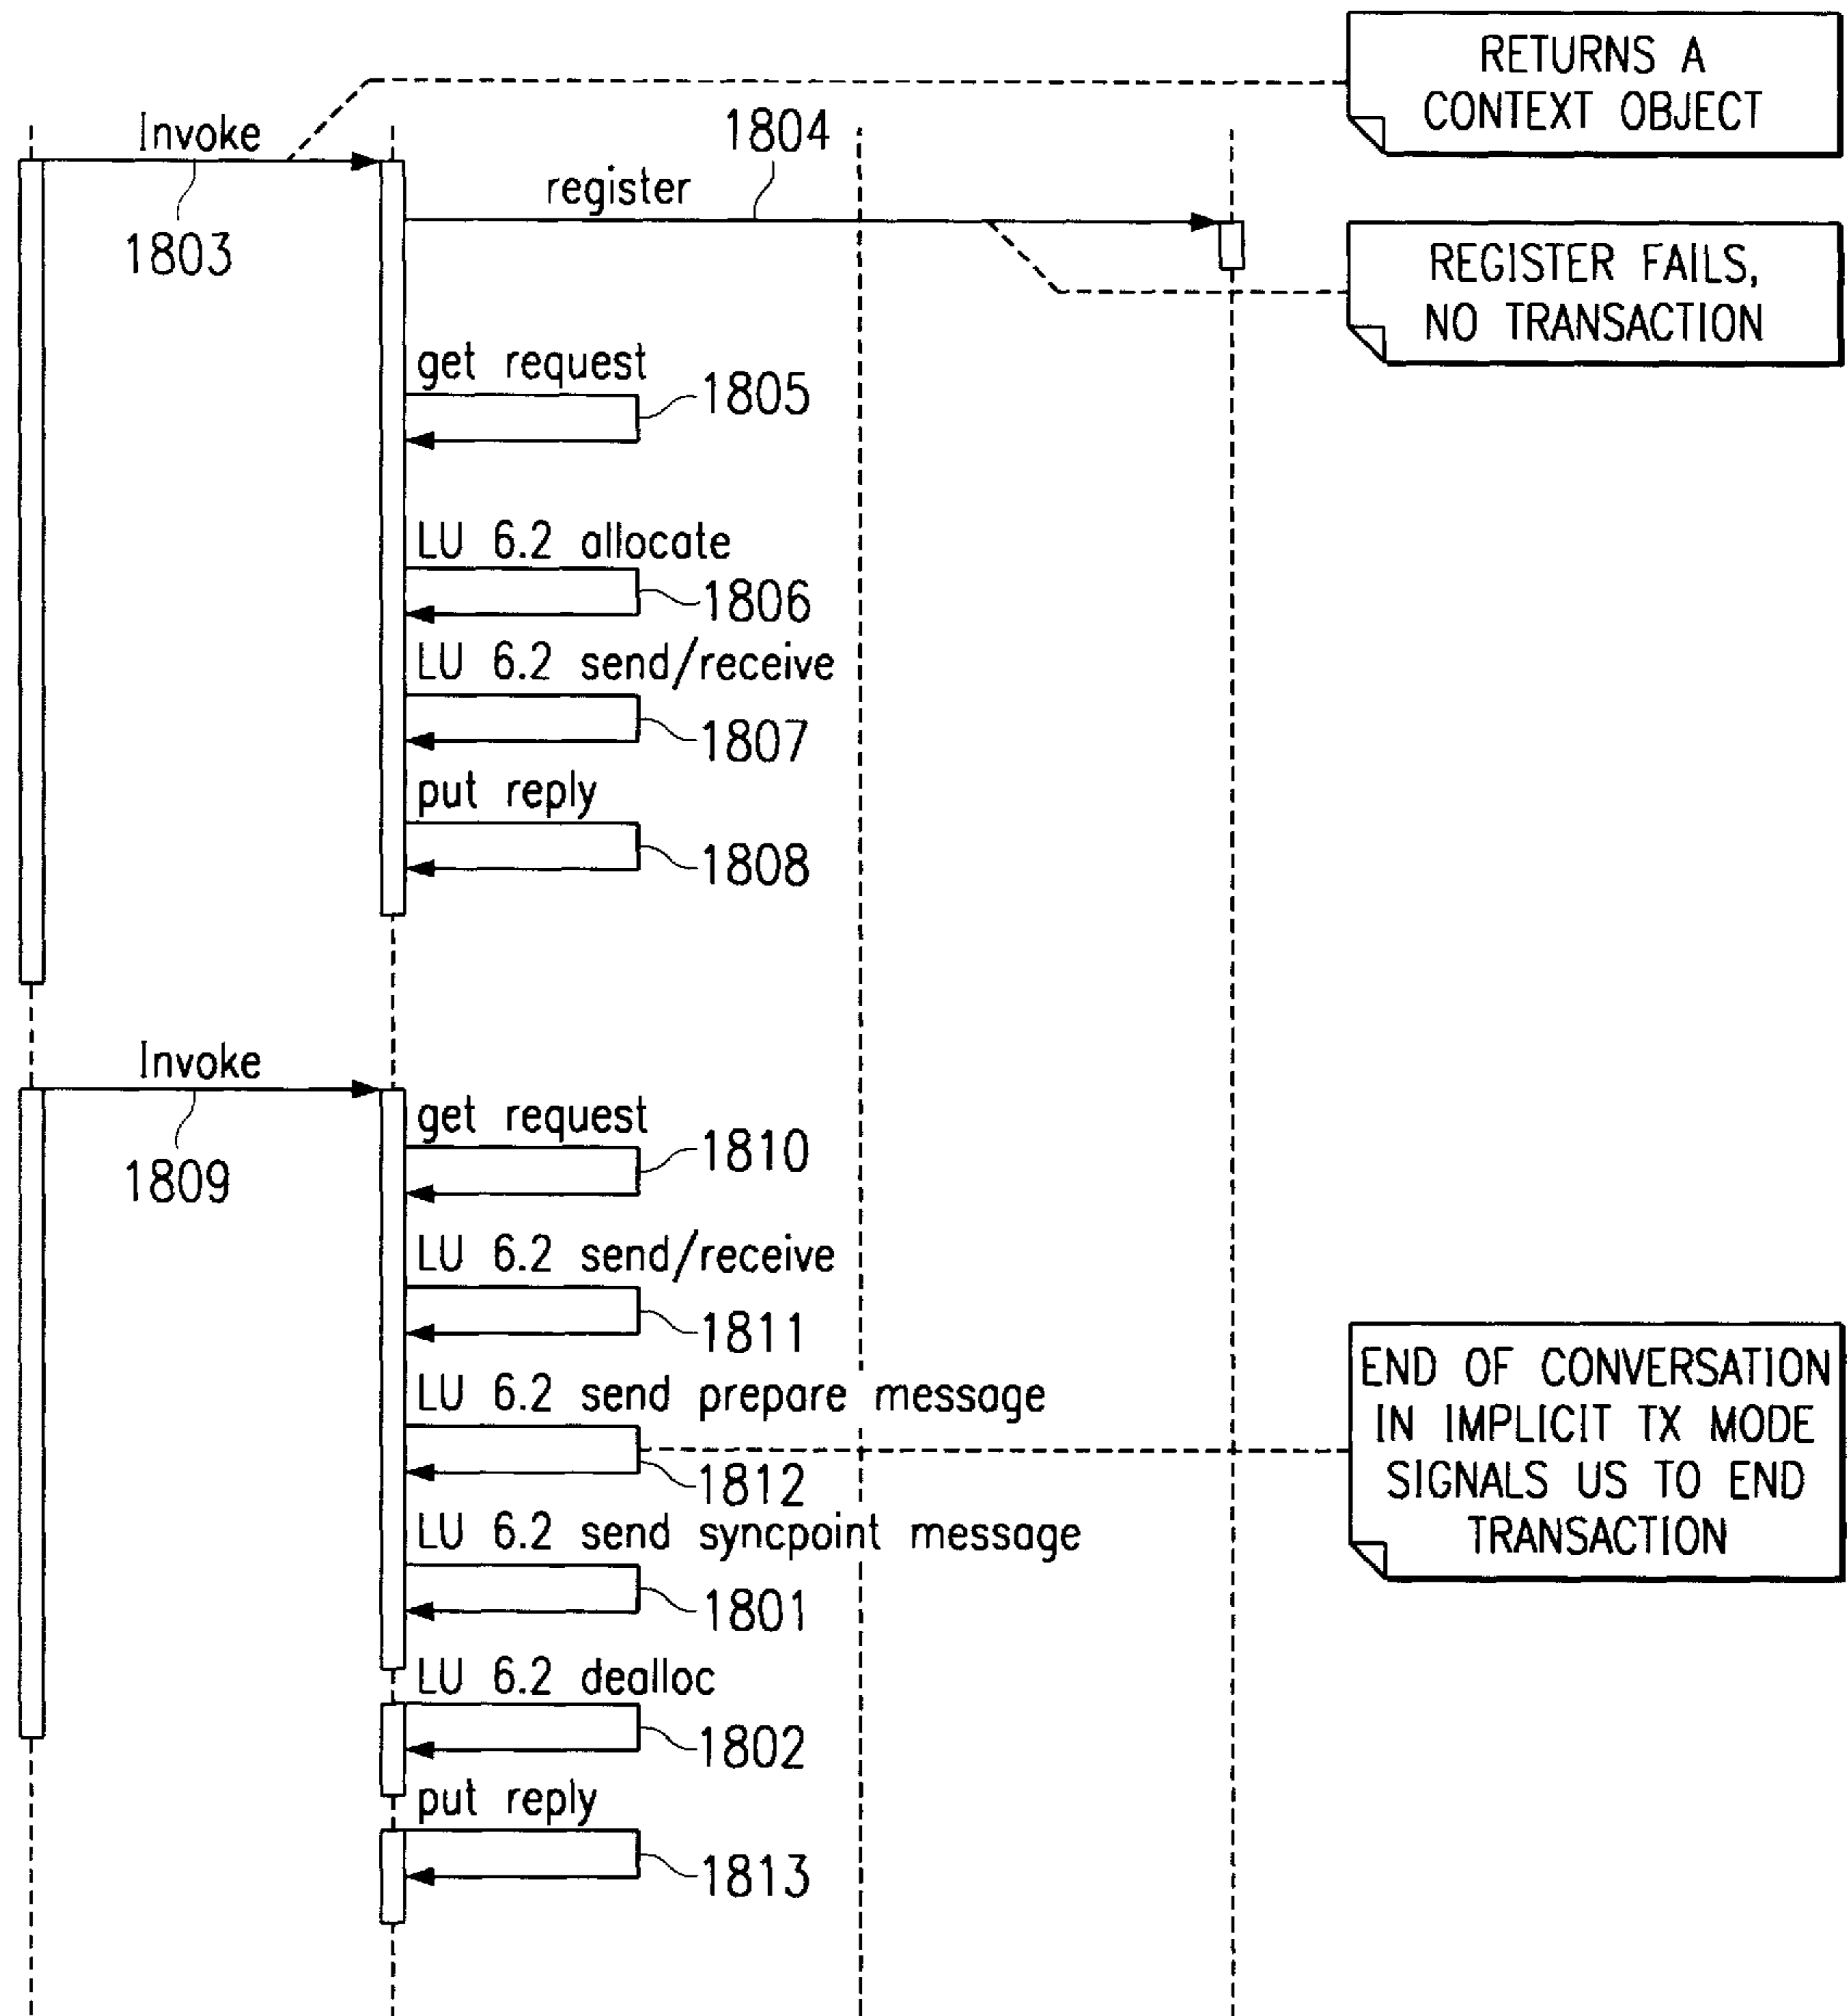 RETURNS A
CONTEXT OBJECT
Invoke
1803
register
1804
REGISTER FAILS,
NO TRANSACTION
get request
1805
LU 6.2 allocate
1806
LU 6.2 send/receive
1807
put reply
1808
Invoke
1809
get request
1810
LU 6.2 send/receive
1811
LU 6.2 send prepare message
1812
END OF CONVERSATION
IN IMPLICIT TX MODE
SIGNALS US TO END
TRANSACTION
LU 6.2 send syncpoint message
1801
LU 6.2 dealloc
1802
put reply
1813